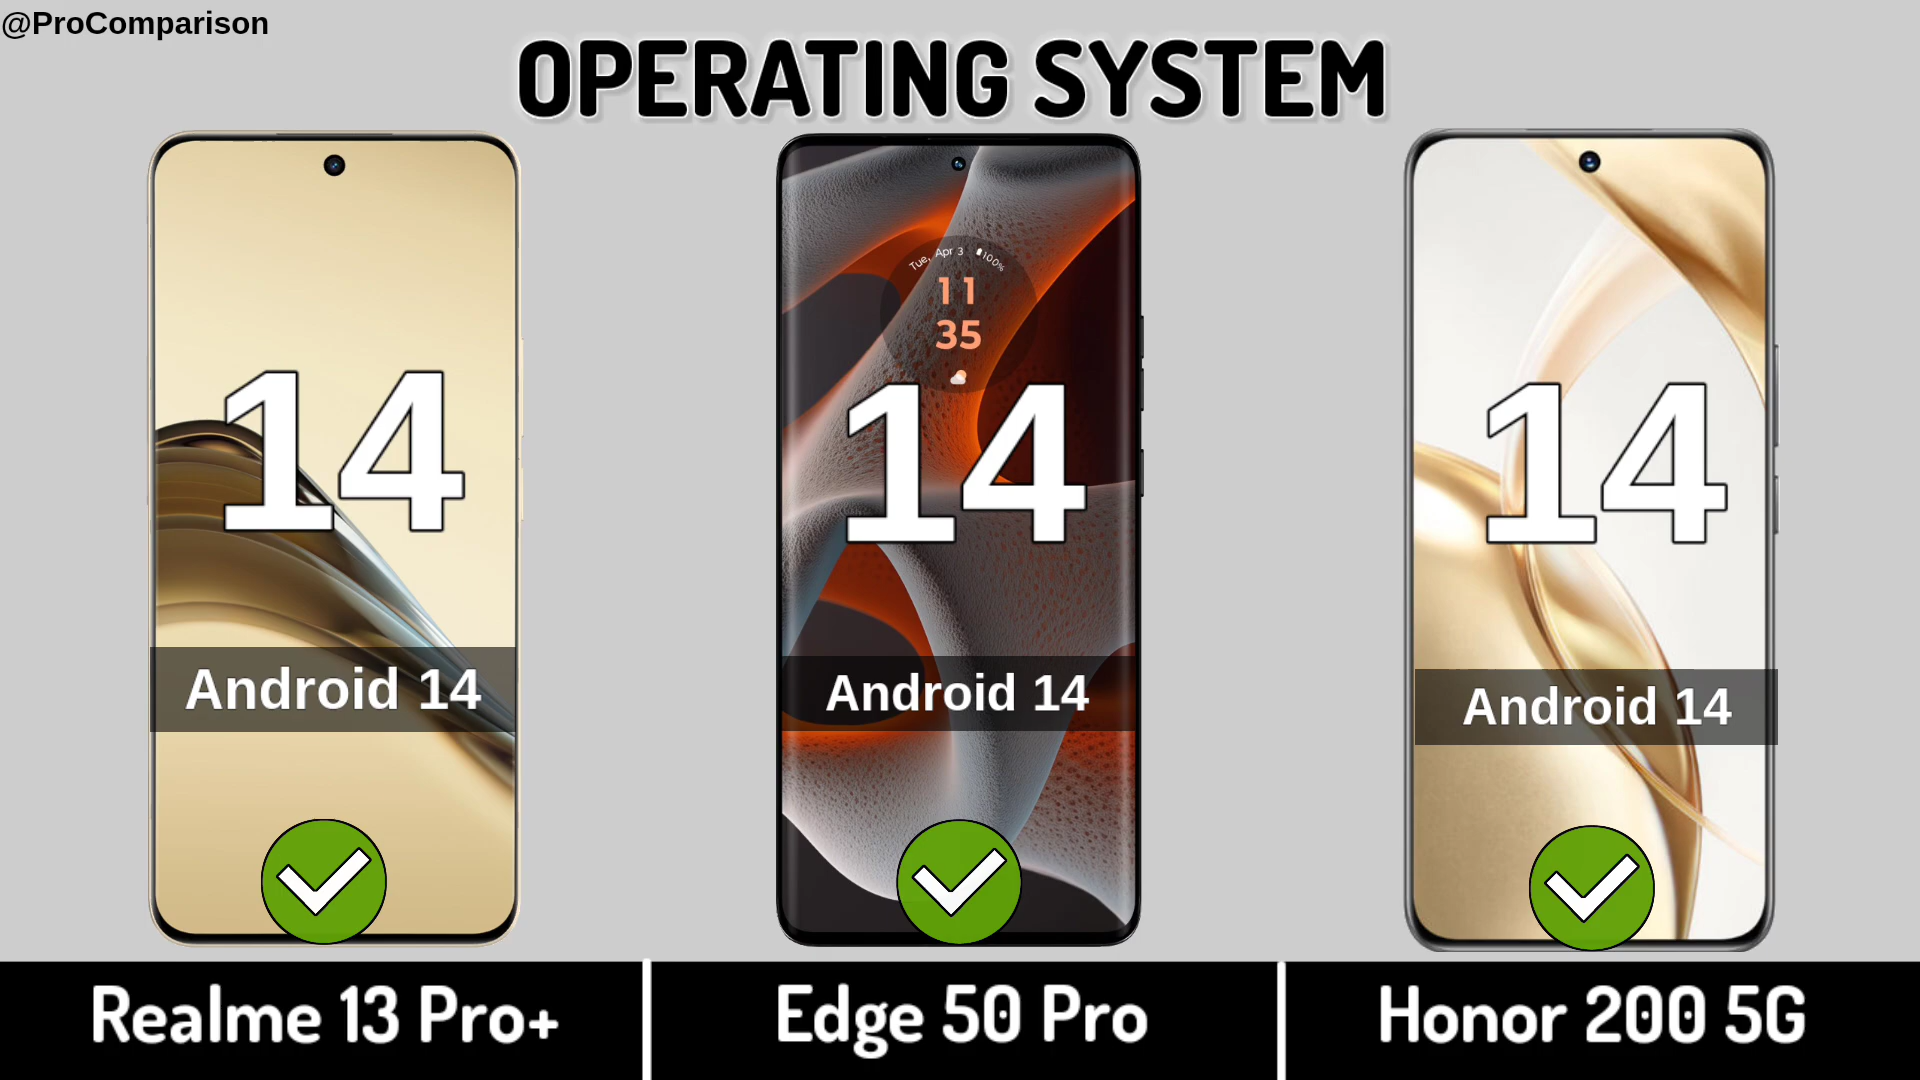 @ProComparison
OPERATING SYSTEM
Tue, Apr 3 100%
11
35
14
Android 14
14
Android 14
14
Android 14
Realme 13 Pro+
Edge 50 Pro
Honor 200 5G